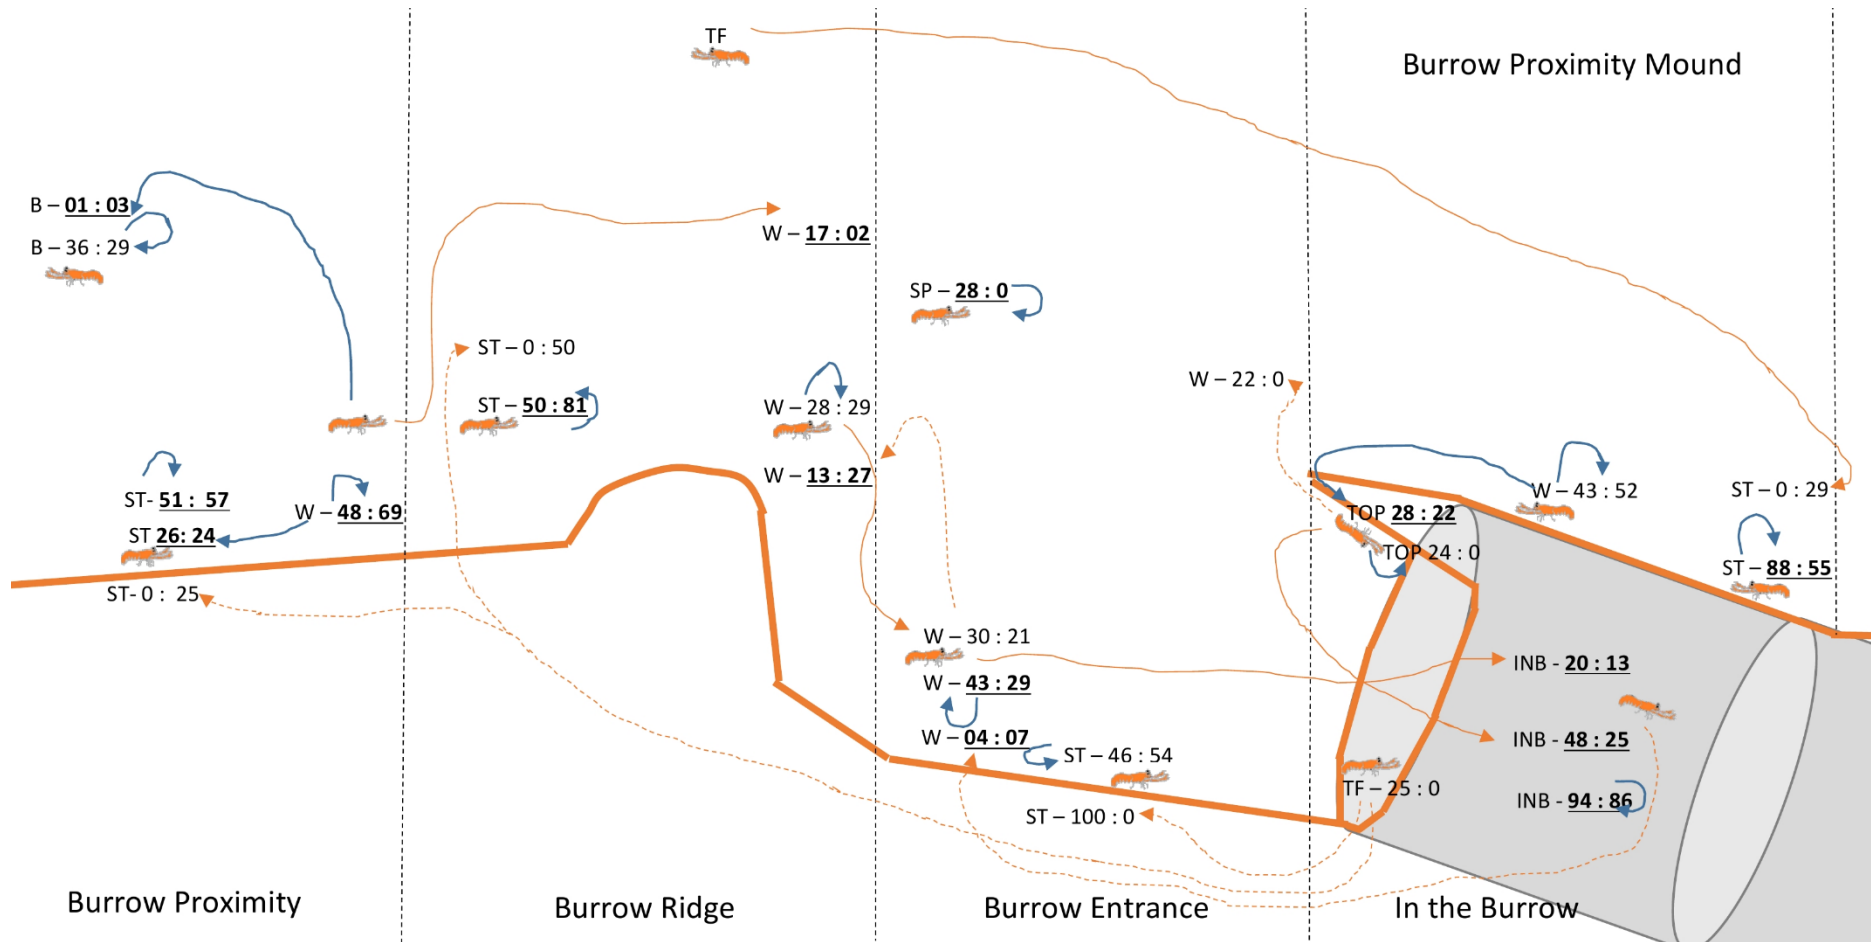 TF
Burrow Proximity Mound
B – 01 : 03
B – 36 : 29
W – 17 : 02
SP – 28 : 0
ST – 0 : 50
W – 22 : 0
ST – 50 : 81
W – 28 : 29
W – 13 : 27
ST- 51 : 57
W – 48 : 69
ST 26: 24
ST- 0 : 25
W – 43 : 52
ST – 0 : 29
TOP 28 : 22
TOP 24 : 0
ST – 88 : 55
W – 30 : 21
W – 43 : 29
W – 04 : 07
ST – 46 : 54
ST – 100 : 0
INB - 20 : 13
INB - 48 : 25
INB - 94 : 86
TF – 25 : 0
Burrow Proximity
Burrow Ridge
Burrow Entrance
In the Burrow